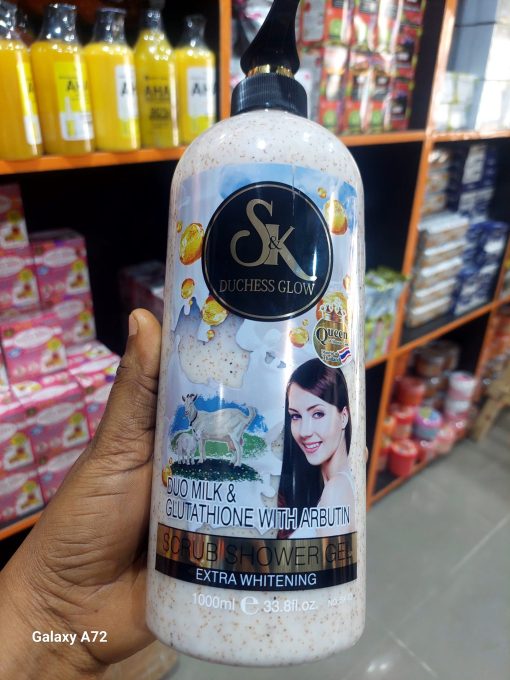 AHA
AHA
AHA
S&K
DUCHESS GLOW
Queen
DUO MILK &
GLUTATHIONE WITH ARBUTIN
SCRUB SHOWER GEL
EXTRA WHITENING
1000ml e 33.8fl.oz.
Galaxy A72